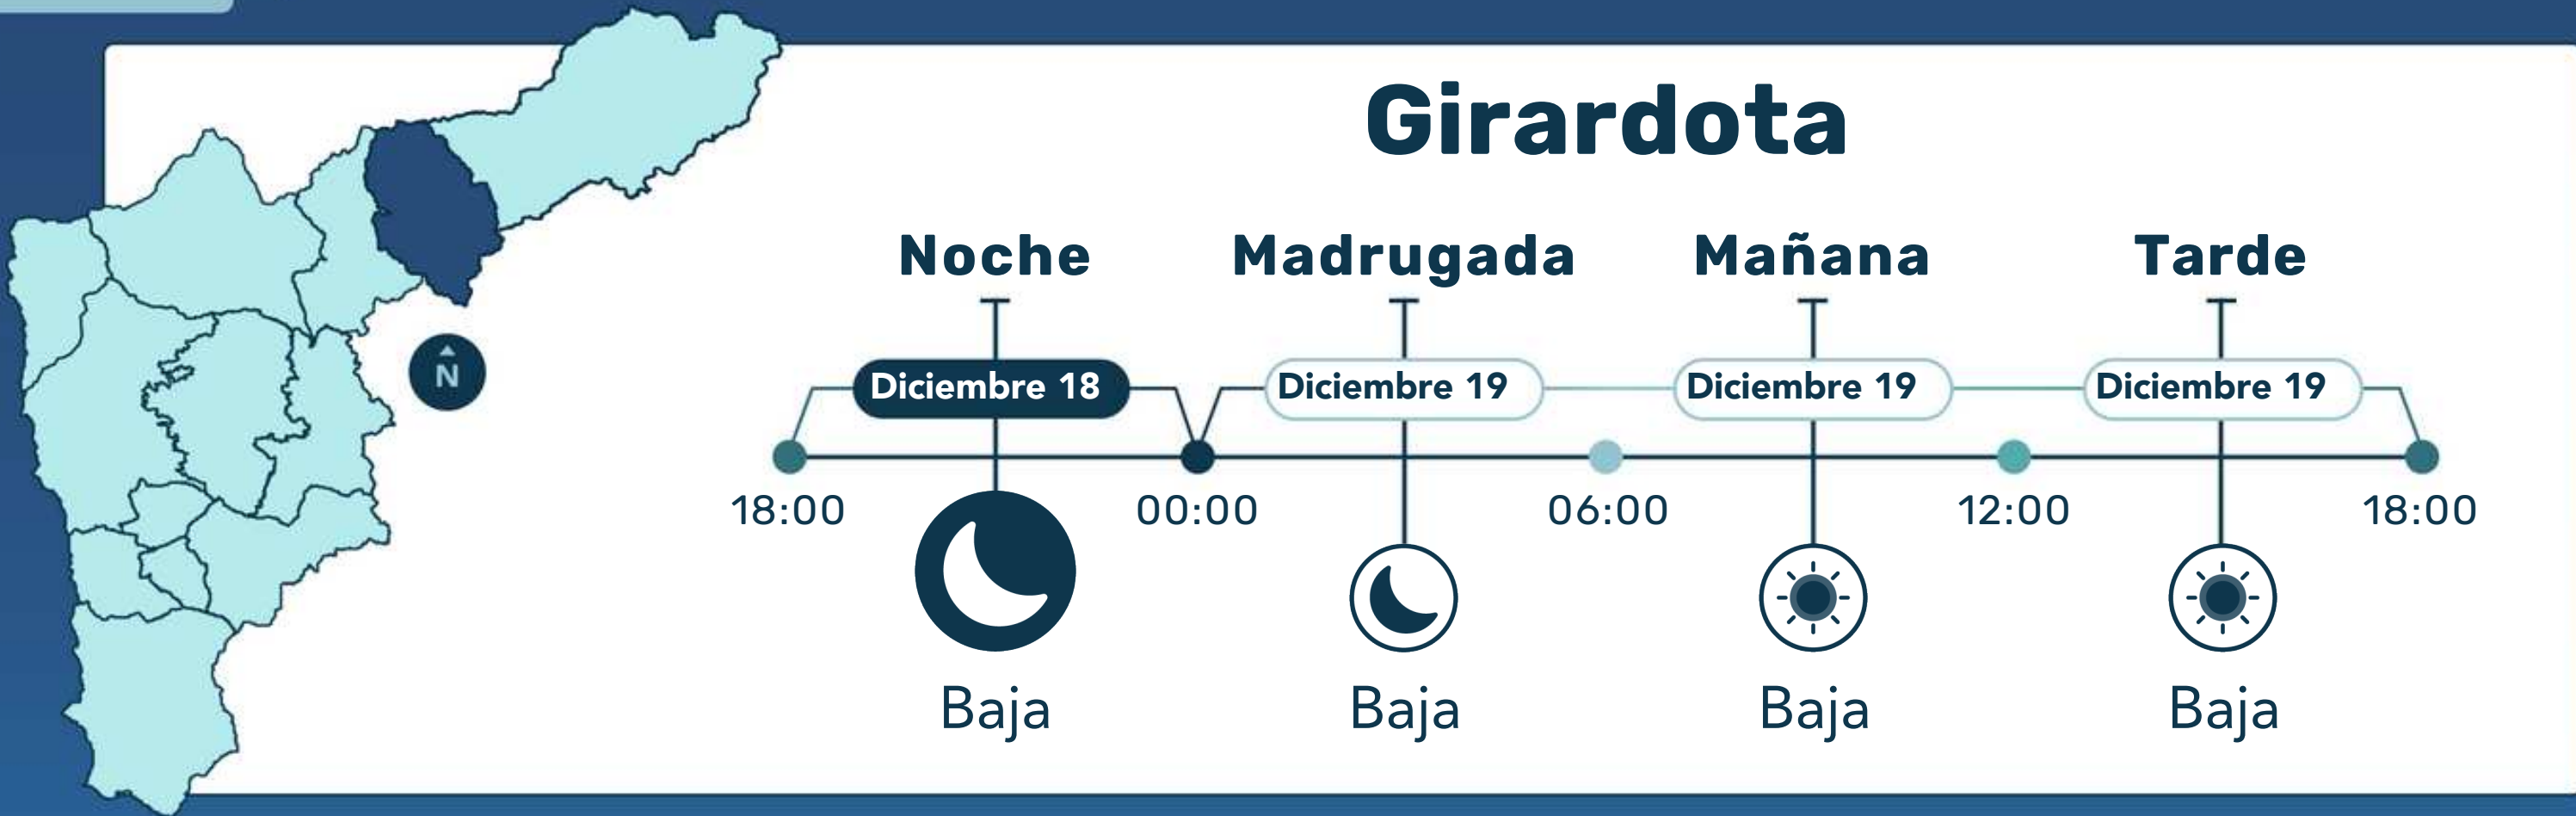 Girardota
Noche
Madrugada
Mañana
Tarde
Diciembre 18
Diciembre 19
Diciembre 19
Diciembre 19
N
18:00
00:00
06:00
12:00
18:00
Baja
Baja
Baja
Baja